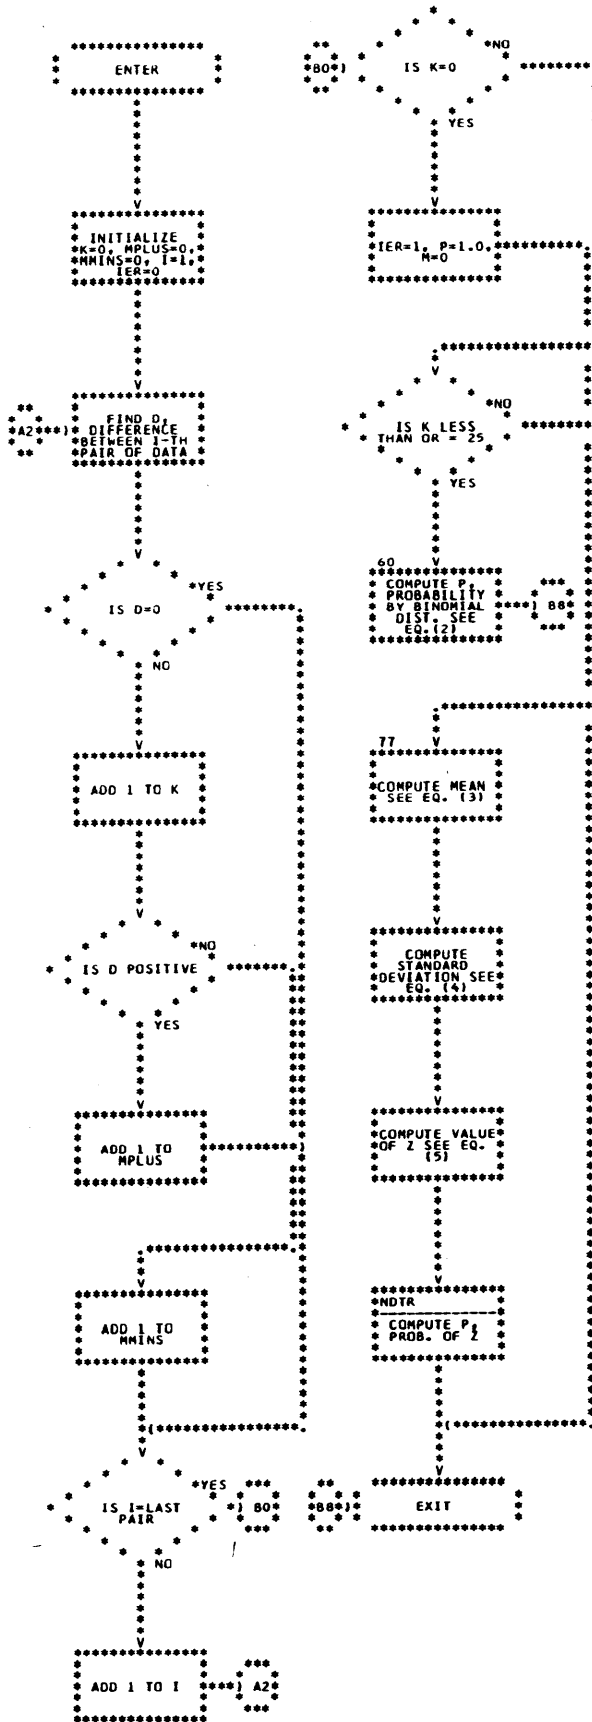 ENTER
INITIALIZE
K=0, MPLUS=0,
MMINS=0, I=1,
IER=0
A2
FIND D,
DIFFERENCE
BETWEEN I-TH
PAIR OF DATA
IS D=0
YES
NO
ADD 1 TO K
IS D POSITIVE
NO
YES
ADD 1 TO
MPLUS
ADD 1 TO
MMINS
IS I=LAST
PAIR
YES
B0
NO
ADD 1 TO I
A2
B0
IS K=0
NO
YES
IER=1, P=1.0,
M=0
IS K LESS
THAN OR = 25
NO
YES
60
COMPUTE P,
PROBABILITY
BY BINOMIAL
DIST. SEE
EQ.(2)
B8
77
COMPUTE MEAN
SEE EQ. (3)
COMPUTE
STANDARD
DEVIATION SEE
EQ. (4)
COMPUTE VALUE
OF Z SEE EQ.
(5)
NDTR
COMPUTE P,
PROB. OF Z
B8
EXIT